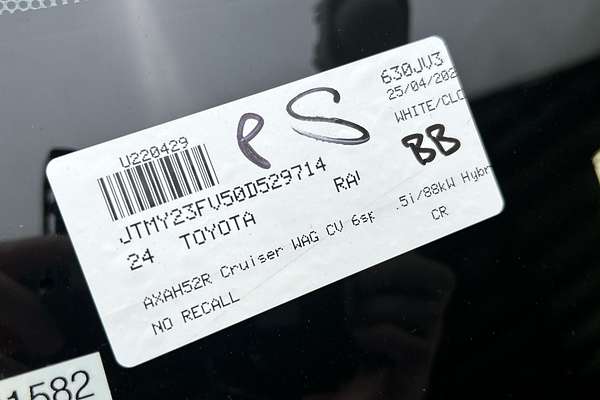 630JV3
25/04/202
WHITE/CLO
BB
PS
U220429
JTMY23FV50D529714
24 TOYOTA RAV
AXAH52R Cruiser WAG CV 6sp .5i/88kW Hybr
CR
NO RECALL
1582